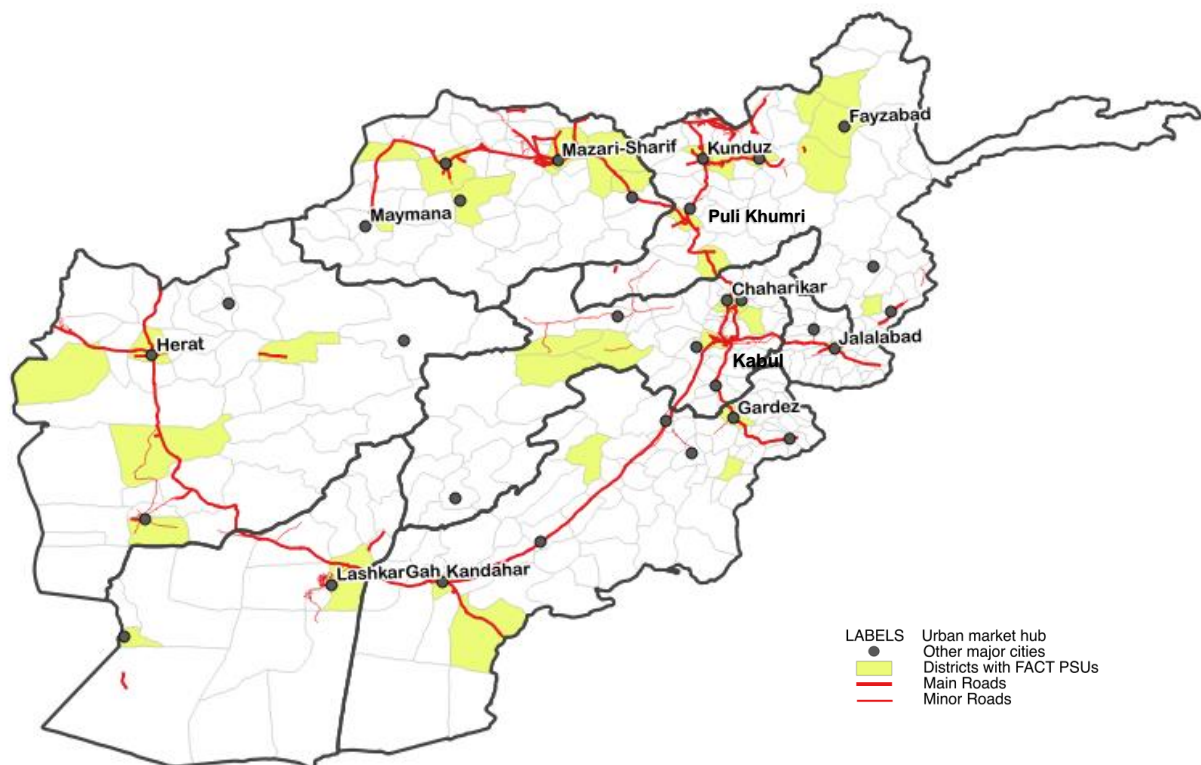 Fayzabad
Mazari-Sharif
Kunduz
Maymana
Puli Khumri
Chaharikar
Herat
Jalalabad
Kabul
Gardez
LashkarGah
Kandahar
LABELS Urban market hub
Other major cities
Districts with FACT PSUs
Main Roads
Minor Roads